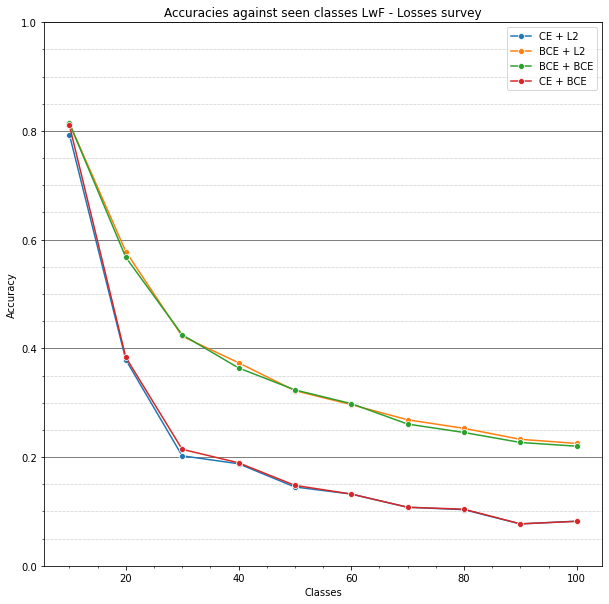 Accuracies against seen classes LwF - Losses survey
CE + L2
BCE + L2
BCE + BCE
CE + BCE
1.0
0.8
0.6
0.4
0.2
0.0
Accuracy
20 40 60 80 100
Classes